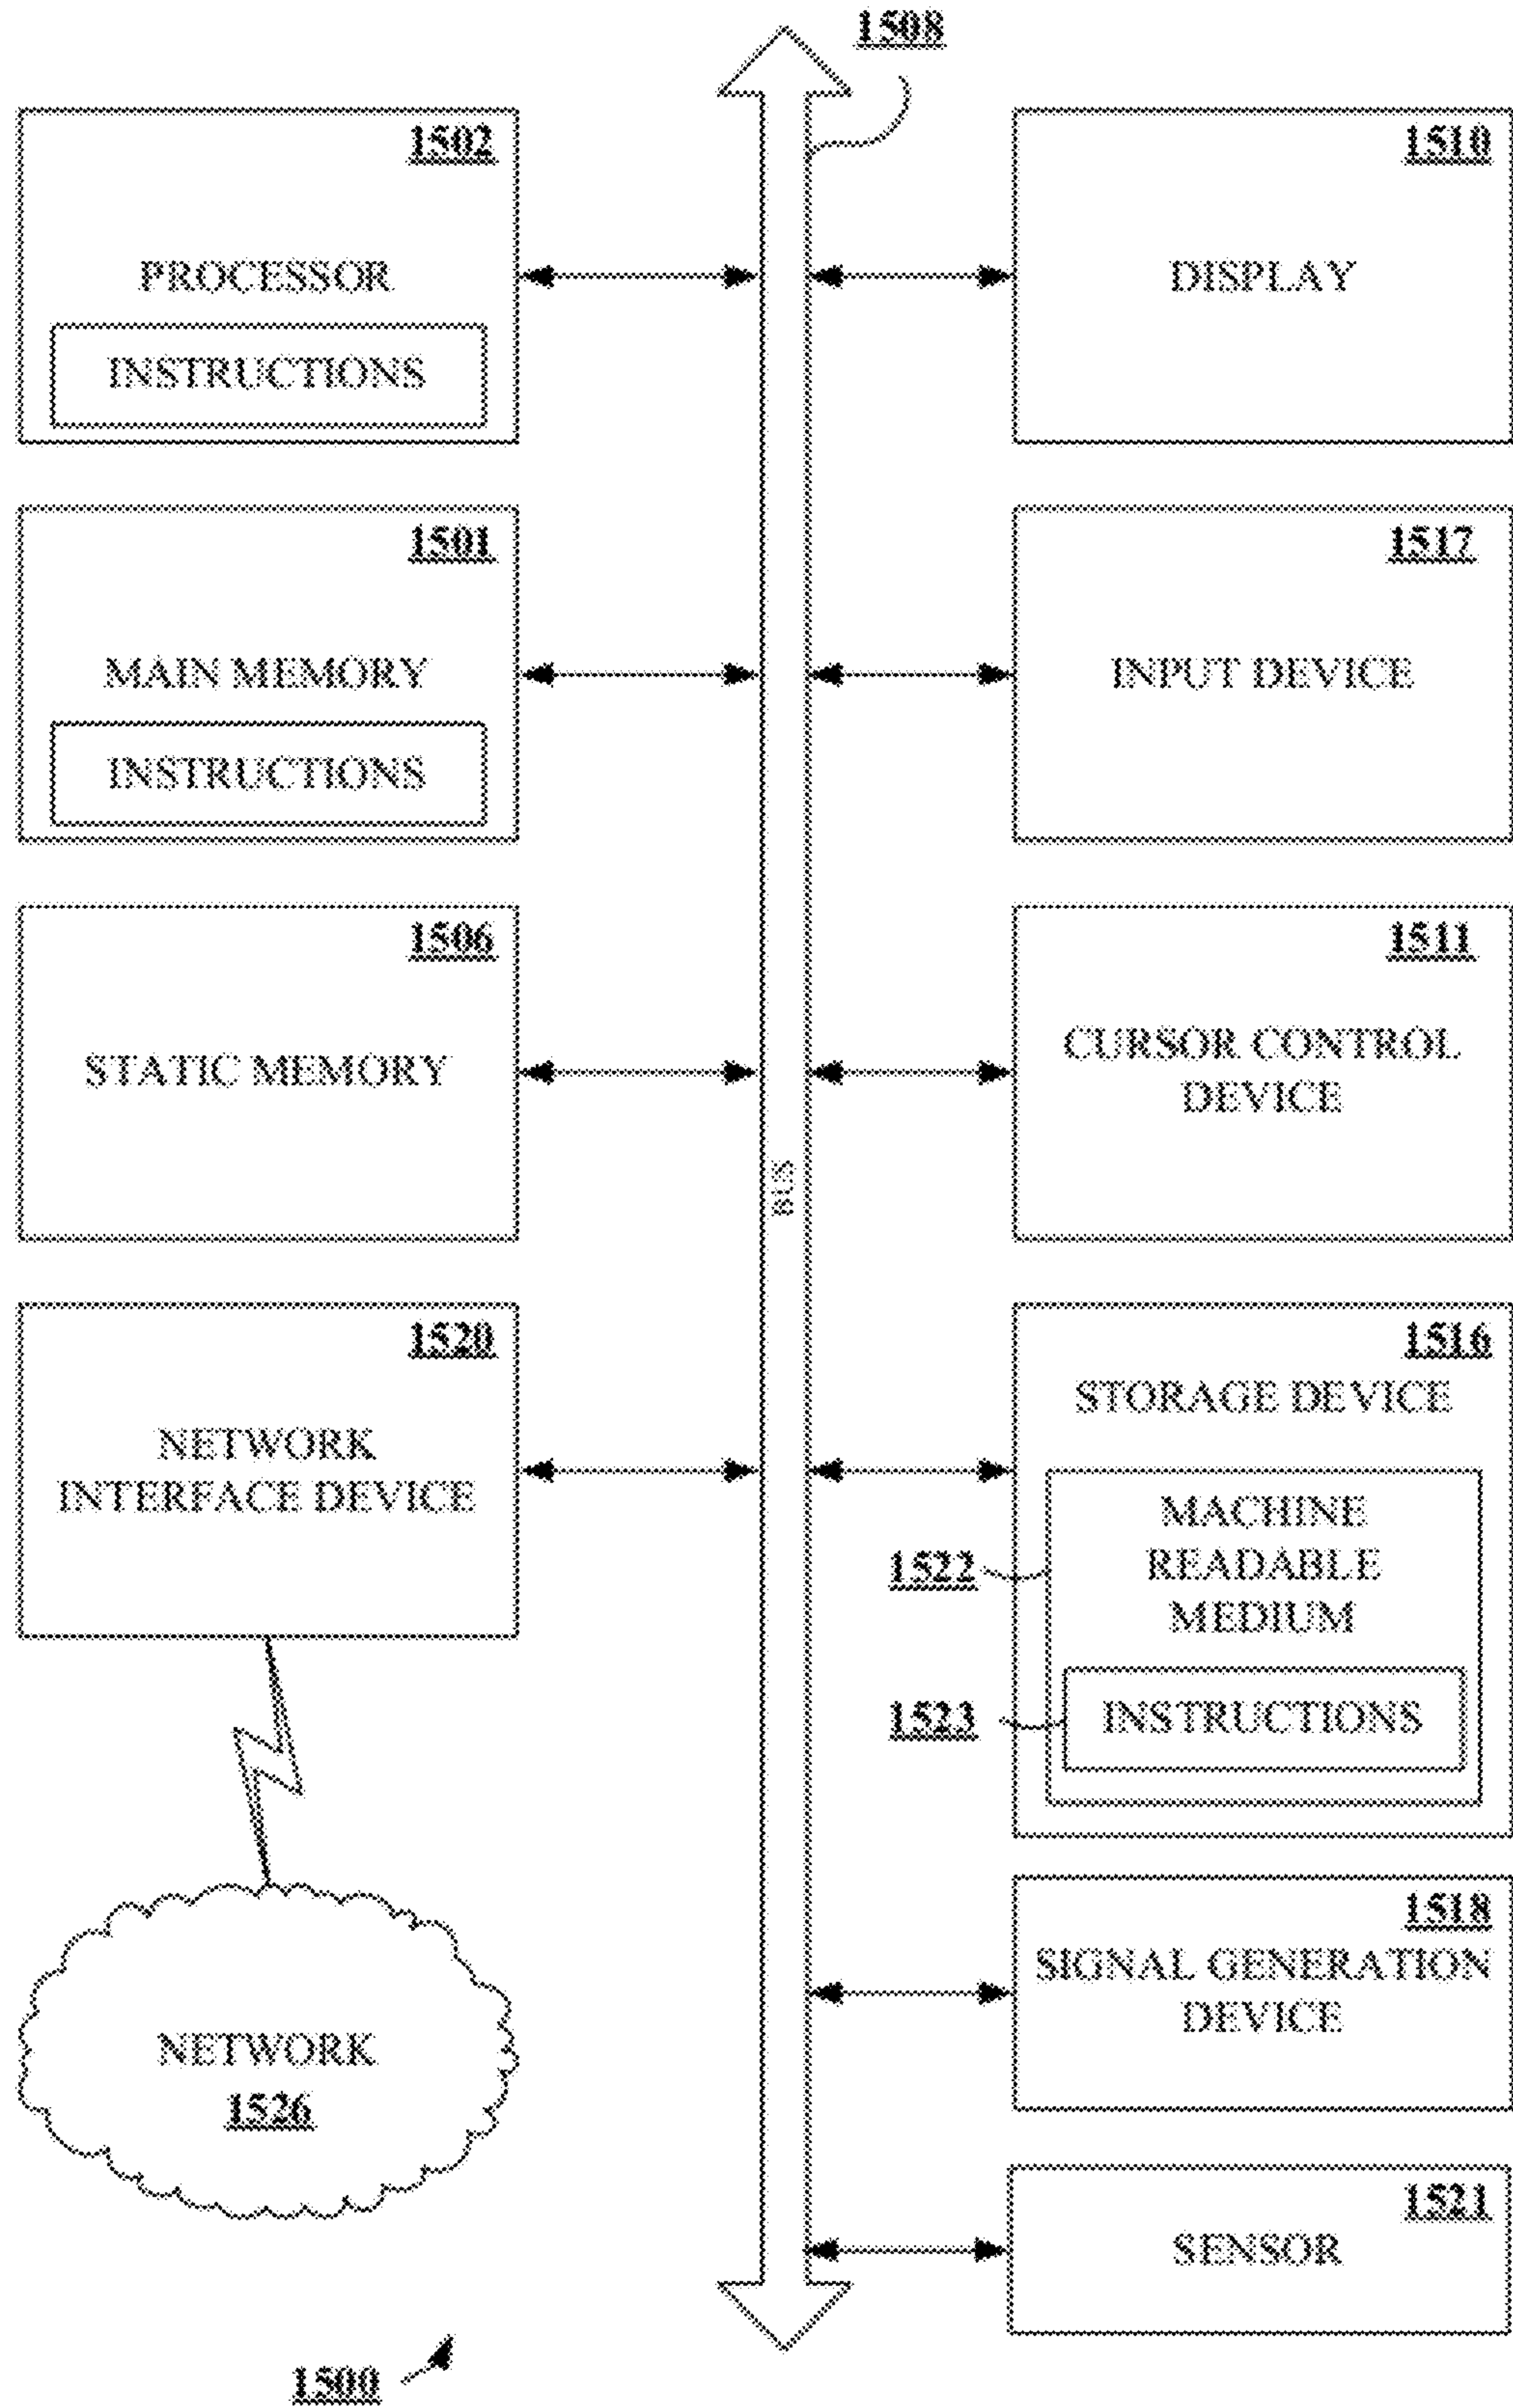 1508
1502
PROCESSOR
INSTRUCTIONS
1510
DISPLAY
1501
MAIN MEMORY
INSTRUCTIONS
1517
INPUT DEVICE
1506
STATIC MEMORY
1511
CURSOR CONTROL
DEVICE
BUS
1520
NETWORK
INTERFACE DEVICE
1516
STORAGE DEVICE
MACHINE
READABLE
MEDIUM
1522
INSTRUCTIONS
1523
1518
SIGNAL GENERATION
DEVICE
NETWORK
1526
1521
SENSOR
1500